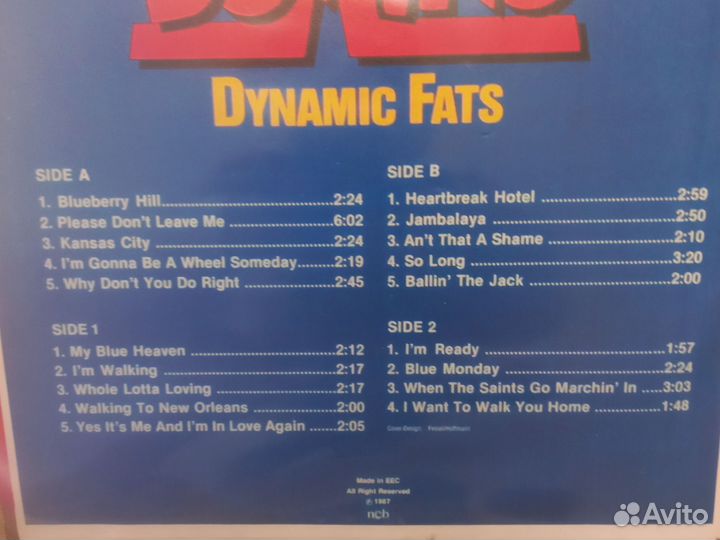 DYNAMIC FATS
SIDE A
1. Blueberry Hill 2:24
2. Please Don't Leave Me 6:02
3. Kansas City 2:24
4. I'm Gonna Be A Wheel Someday 2:19
5. Why Don't You Do Right 2:45
SIDE B
1. Heartbreak Hotel 2:59
2. Jambalaya 2:50
3. An't That A Shame 2:10
4. So Long 3:20
5. Ballin' The Jack 2:00
SIDE 1
1. My Blue Heaven 2:12
2. I'm Walking 2:17
3. Whole Lotta Loving 2:17
4. Walking To New Orleans 2:00
5. Yes It's Me And I'm In Love Again 2:05
SIDE 2
1. I'm Ready 1:57
2. Blue Monday 2:24
3. When The Saints Go Marchin' In 3:03
4. I Want To Walk You Home 1:48
Cover-Design:
Made in EEC
All Right Reserved
℗ 1987
ncb
Avito